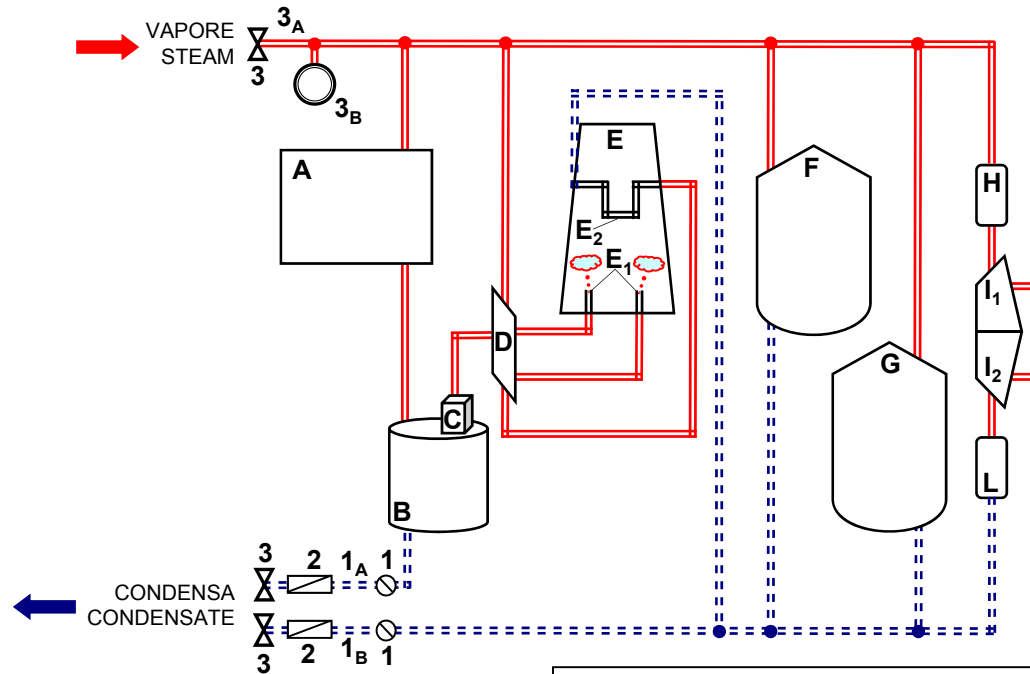 3A
VAPORE
STEAM
3
3B
A
E
F
H
E2
E1
I1
D
I2
G
C
B
L
3
2
1A
1
CONDENSA
CONDENSATE
3
2
1B
1